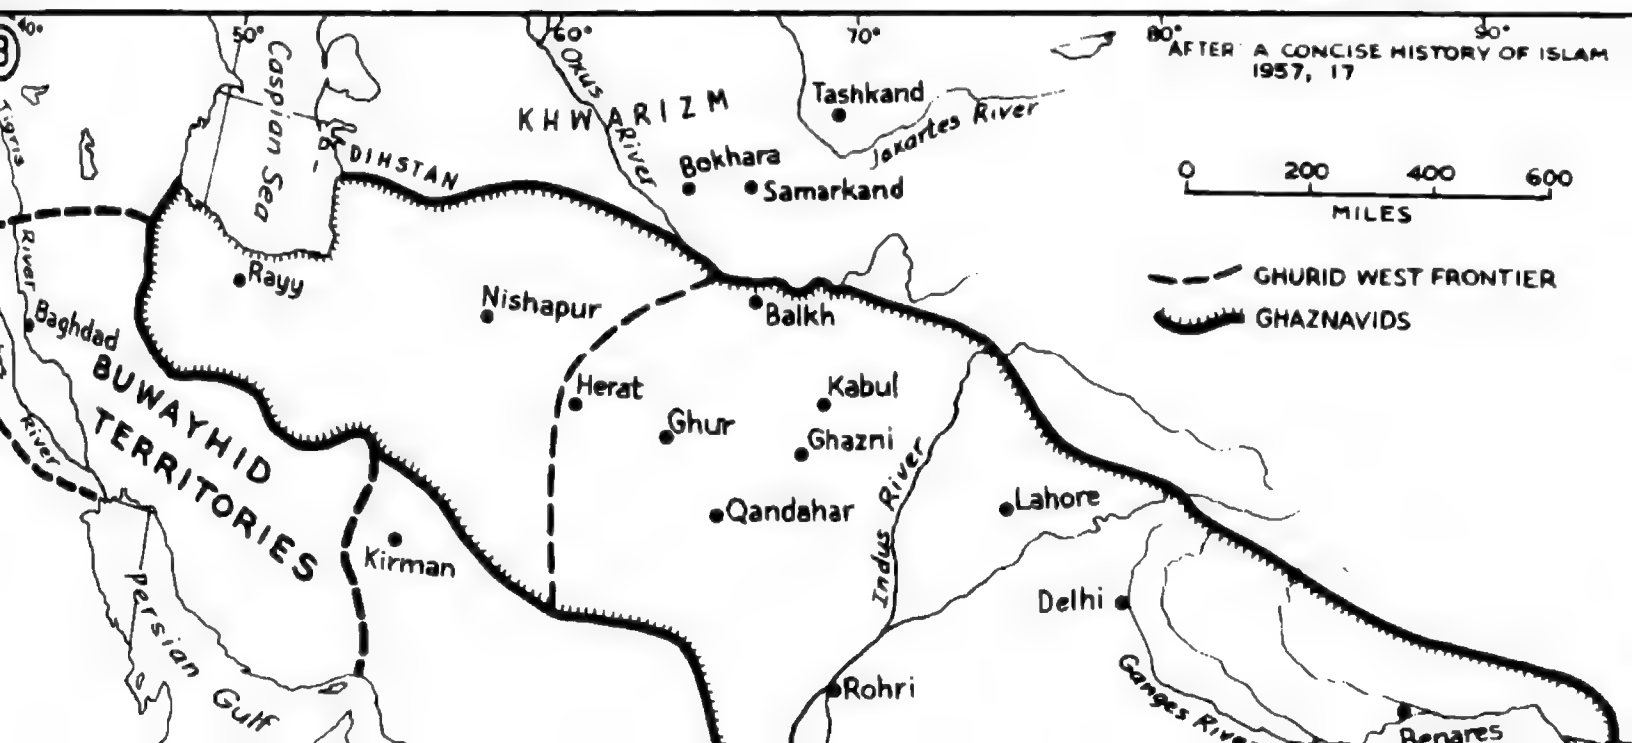 40°
50°
60°
70°
80°
90°
AFTER A CONCISE HISTORY OF ISLAM
1957, 17
Caspian Sea
Oxus
River
KHWARIZM
Tashkand
Jakartes River
Tigris
River
DIHSTAN
Bokhara
Samarkand
0 200 400 600
MILES
GHURID WEST FRONTIER
GHAZNAVIDS
Rayy
Nishapur
Balkh
Baghdad
BUWAYHID
TERRITORIES
Herat
Kabul
Ghur
Ghazni
River
Qandahar
Indus River
Lahore
Kirman
Persian Gulf
Delhi
Rohri
Ganges River
Benares